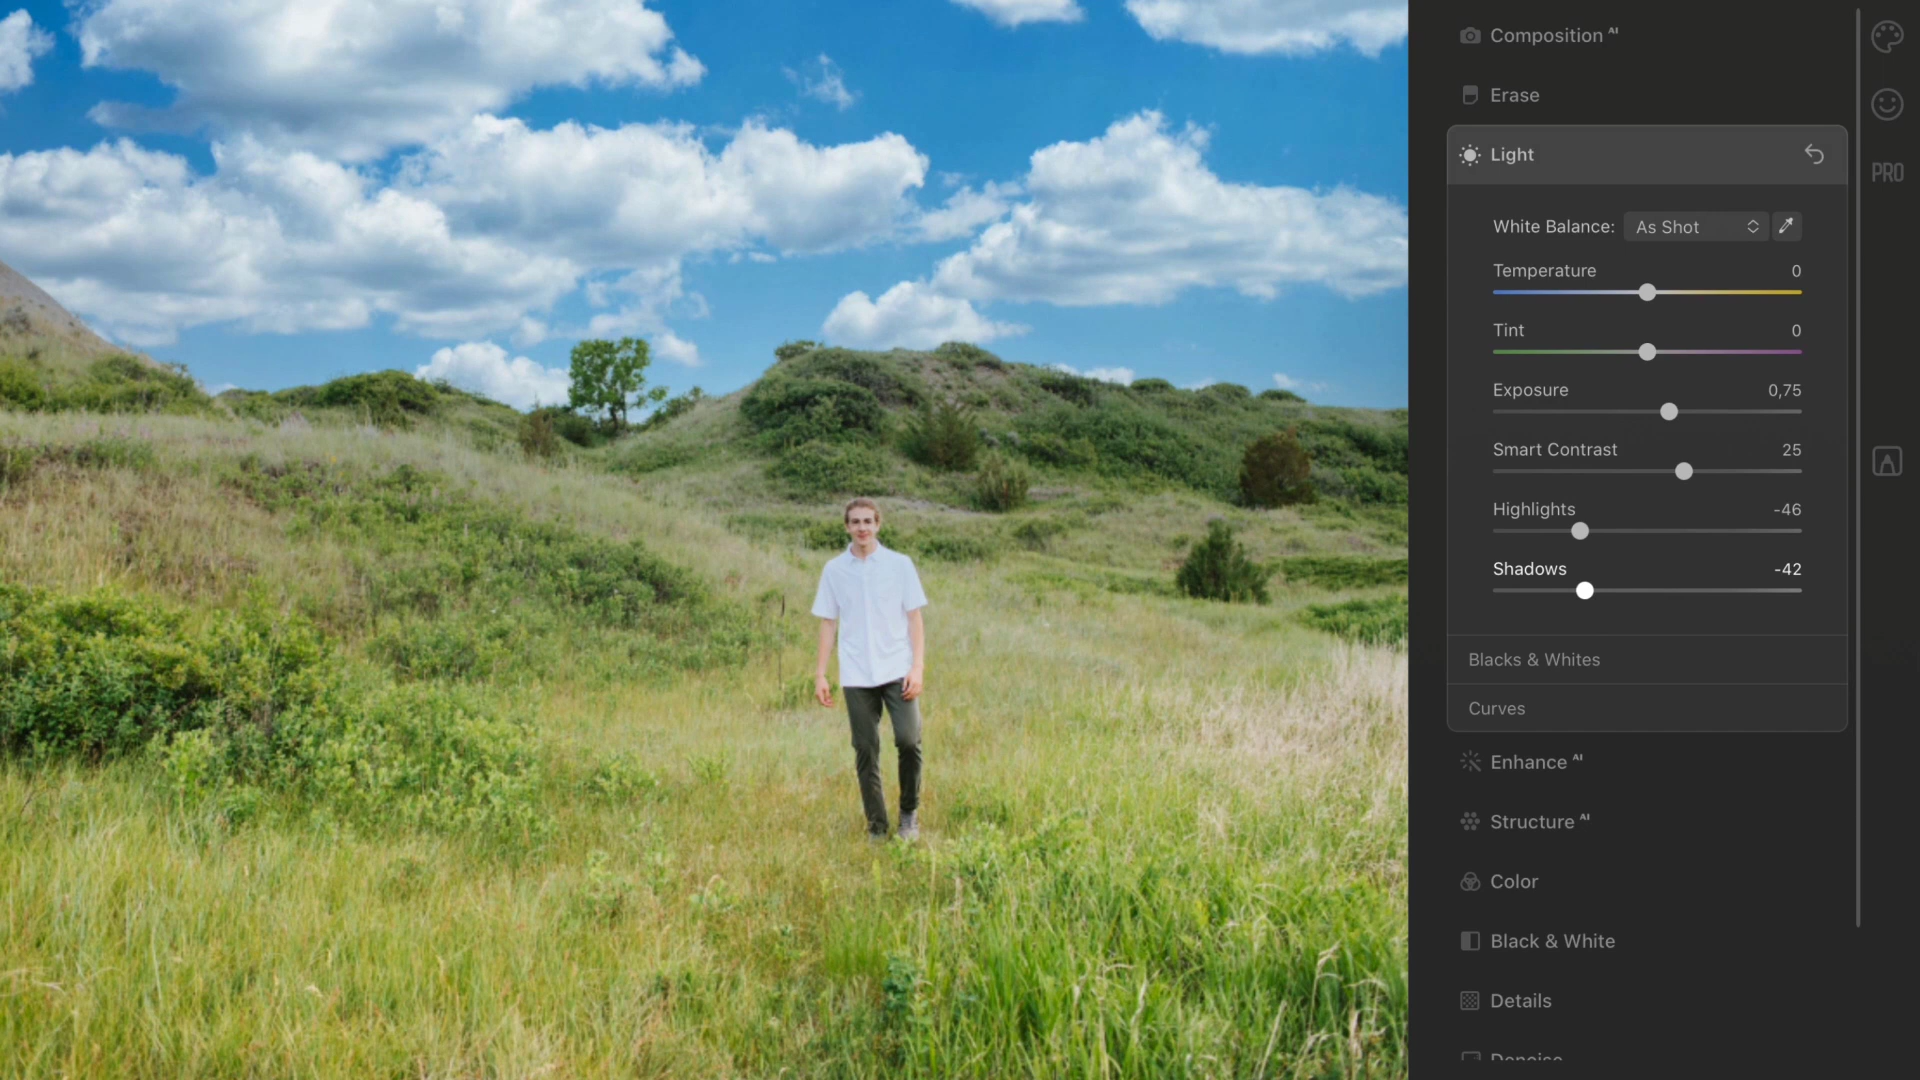 Composition AI
Erase
Light
PRO
White Balance: As Shot
Temperature 0
Tint 0
Exposure 0,75
Smart Contrast 25
Highlights -46
Shadows -42
Blacks & Whites
Curves
Enhance AI
Structure AI
Color
Black & White
Details
Denoise